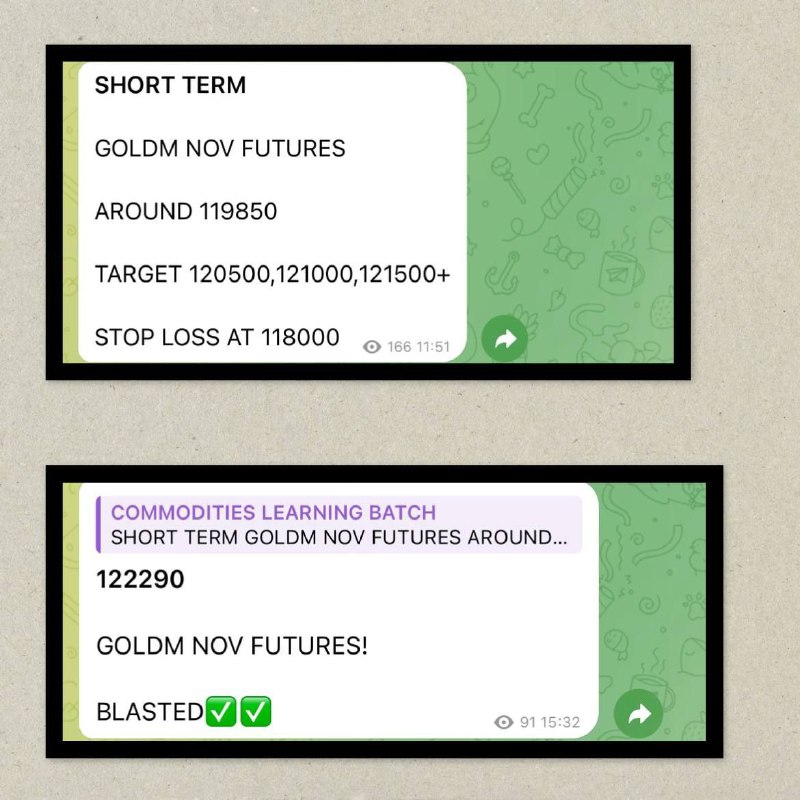 SHORT TERM
GOLDM NOV FUTURES
AROUND 119850
TARGET 120500,121000,121500+
STOP LOSS AT 118000
166 11:51
COMMODITIES LEARNING BATCH
SHORT TERM GOLDM NOV FUTURES AROUND...
122290
GOLDM NOV FUTURES!
BLASTED✅✅
91 15:32